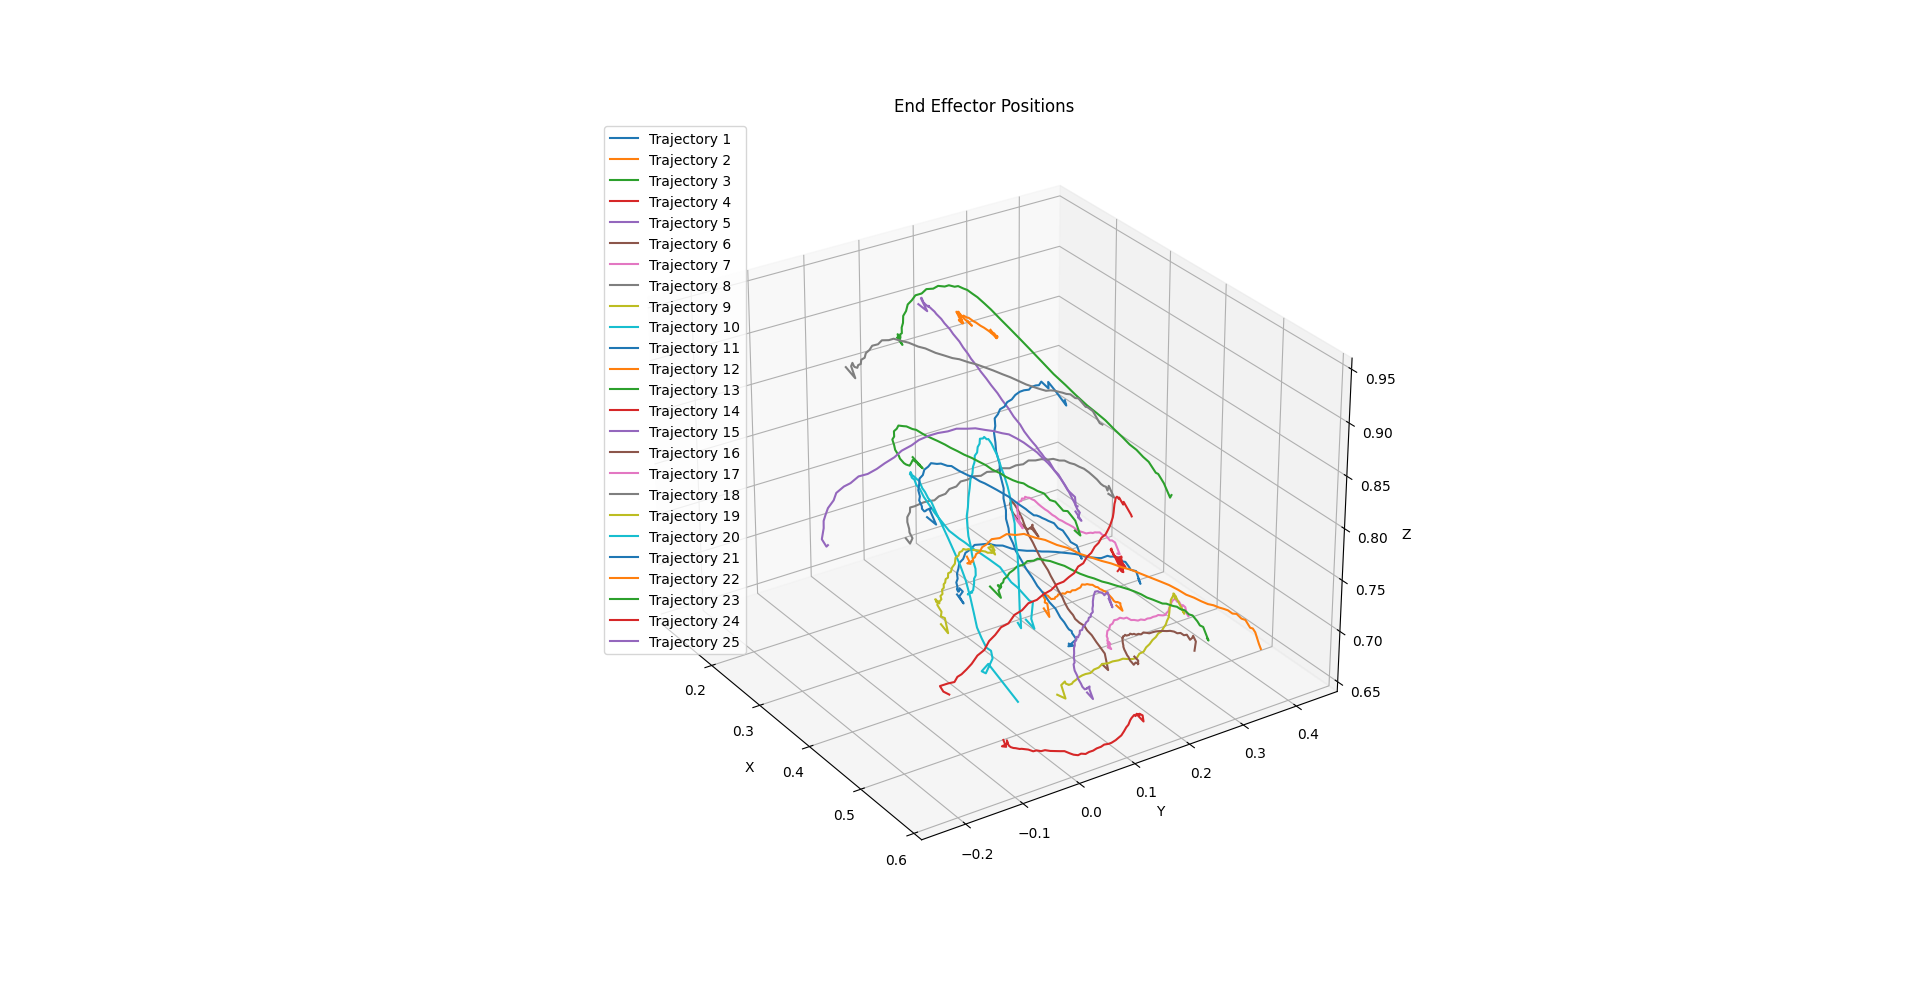 End Effector Positions
Trajectory 1
Trajectory 2
Trajectory 3
Trajectory 4
Trajectory 5
Trajectory 6
Trajectory 7
Trajectory 8
Trajectory 9
Trajectory 10
Trajectory 11
Trajectory 12
Trajectory 13
Trajectory 14
Trajectory 15
Trajectory 16
Trajectory 17
Trajectory 18
Trajectory 19
Trajectory 20
Trajectory 21
Trajectory 22
Trajectory 23
Trajectory 24
Trajectory 25
0.2
0.3
0.4
0.5
0.6
X
−0.2
−0.1
0.0
0.1
0.2
0.3
0.4
Y
0.95
0.90
0.85
0.80
0.75
0.70
0.65
Z